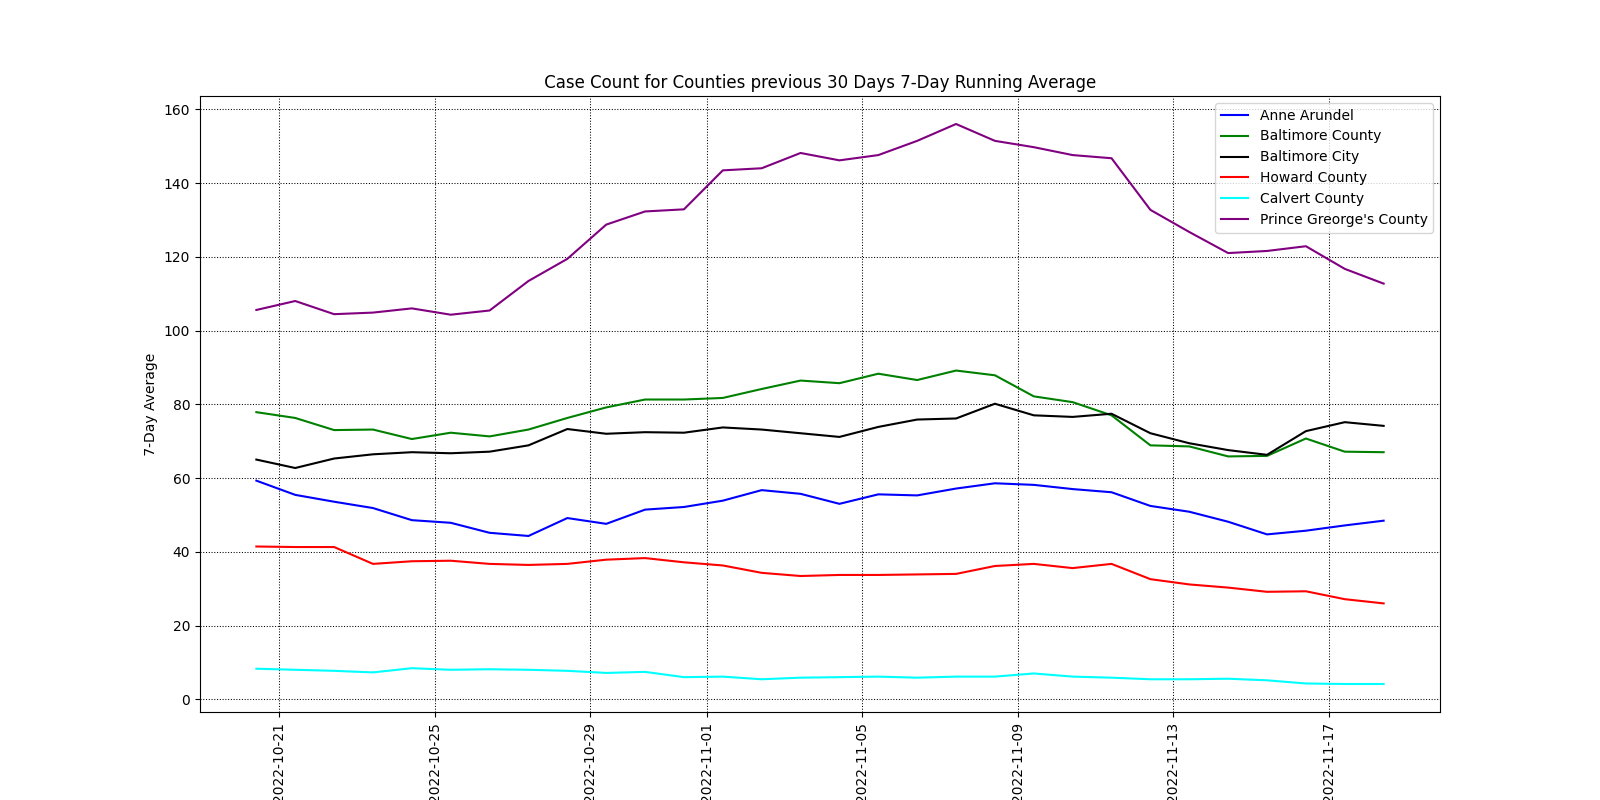 Case Count for Counties previous 30 Days 7-Day Running Average
160
140
120
100
80
60
40
20
0
7-Day Average
Anne Arundel
Baltimore County
Baltimore City
Howard County
Calvert County
Prince Greorge's County
2022-10-21
2022-10-25
2022-10-29
2022-11-01
2022-11-05
2022-11-09
2022-11-13
2022-11-17